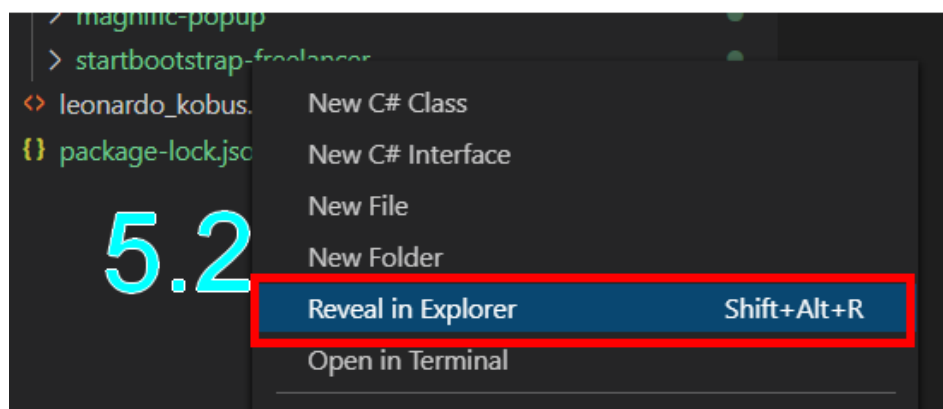 magnific-popup
startbootstrap-freelancer
leonardo_kobus.
package-lock.jso
5.2
New C# Class
New C# Interface
New File
New Folder
Reveal in Explorer Shift+Alt+R
Open in Terminal